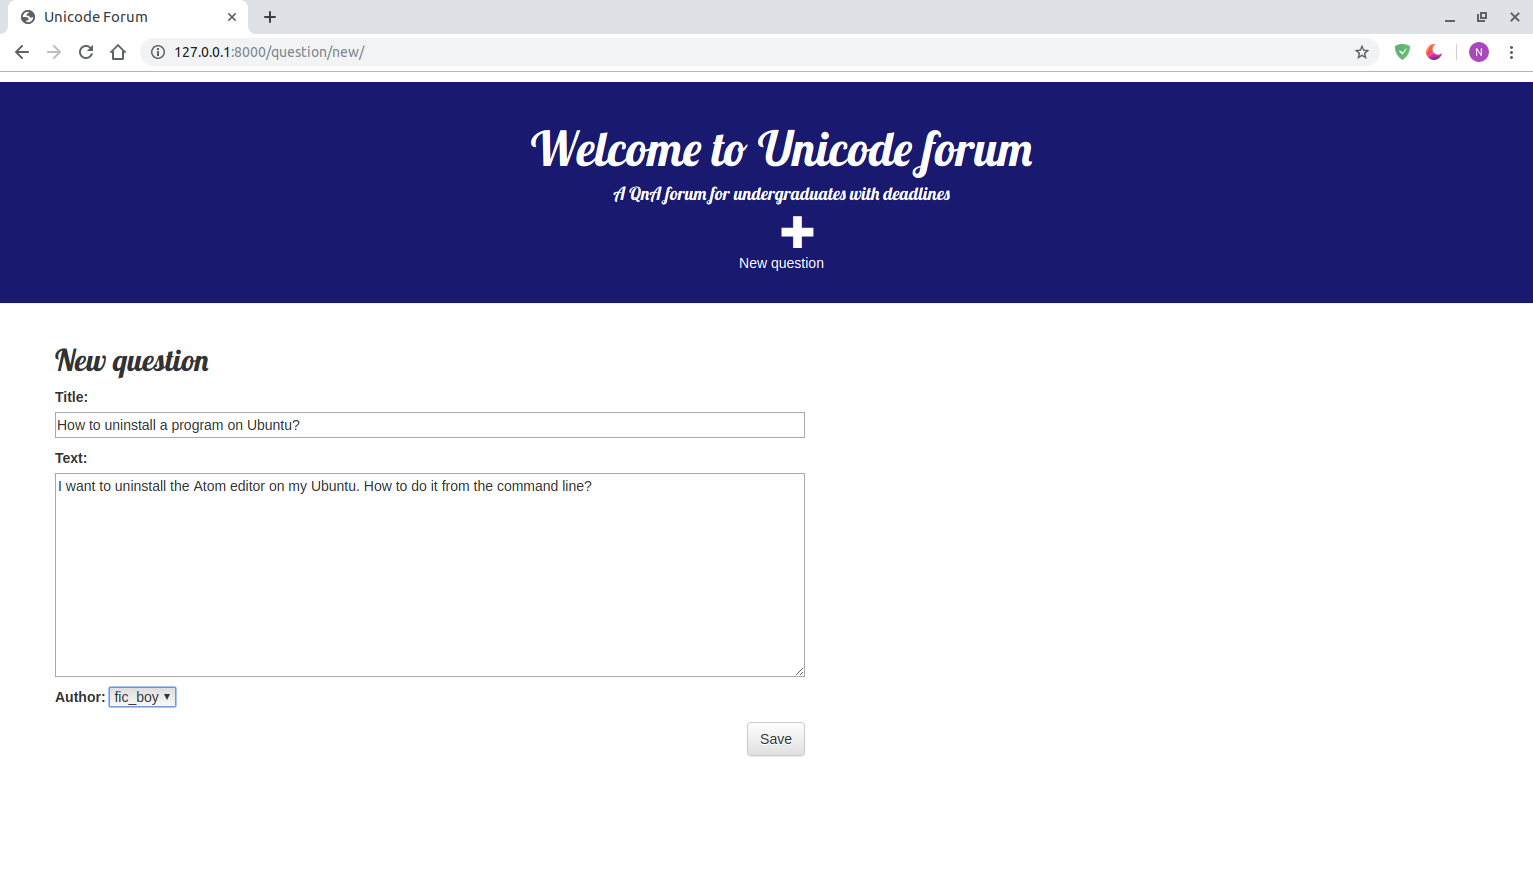 Unicode Forum
127.0.0.1:8000/question/new/
N
Welcome to Unicode forum
A QnA forum for undergraduates with deadlines
New question
New question
Title:
How to uninstall a program on Ubuntu?
Text:
I want to uninstall the Atom editor on my Ubuntu. How to do it from the command line?
Author: fic_boy
Save